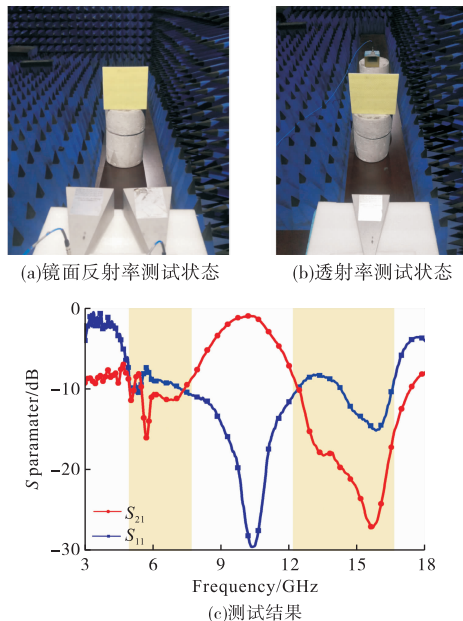 (a)镜面反射率测试状态
(b)透射率测试状态
0
-10
-20
-30
S paramater/dB
S21
S11
3
6
9
12
15
18
Frequency/GHz
(c)测试结果